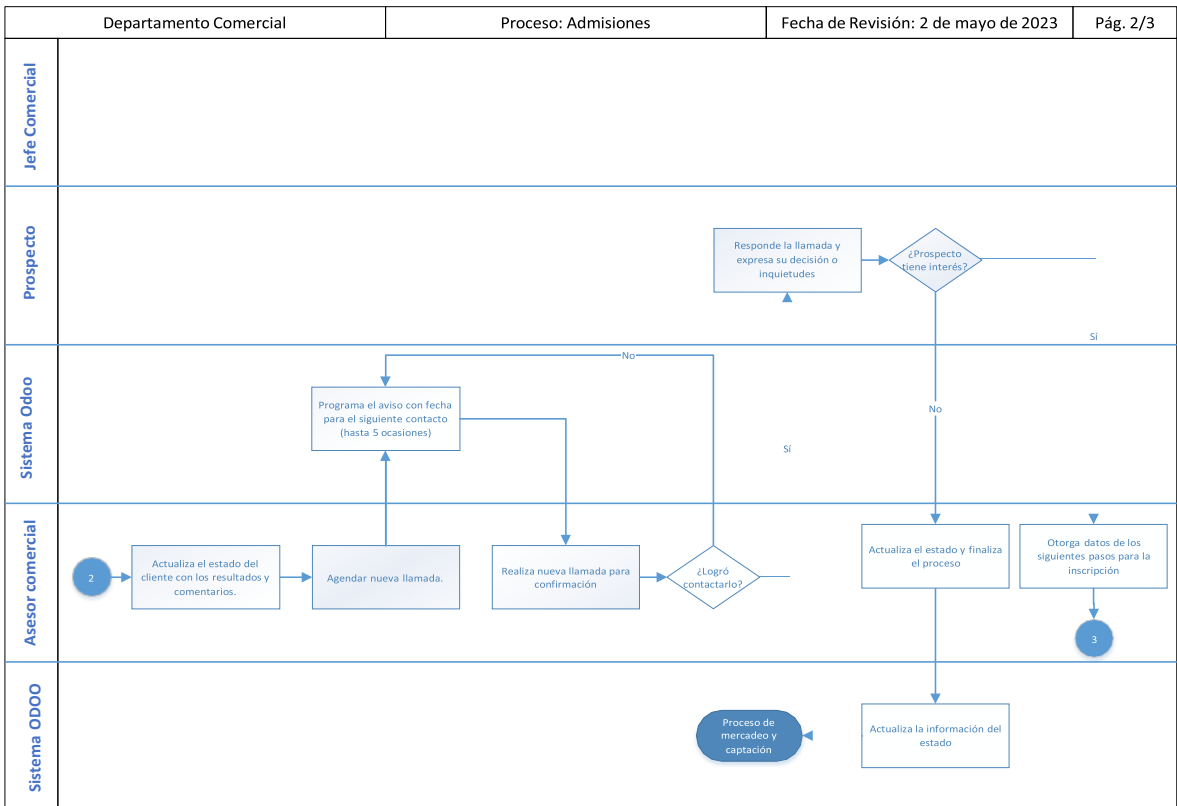 Departamento Comercial
Proceso: Admisiones
Fecha de Revisión: 2 de mayo de 2023
Pág. 2/3
Jefe Comercial
Prospecto
Responde la llamada y
expresa su decisión o
inquietudes
¿Prospecto
tiene interés?
Sí
Sistema Odoo
No
Programa el aviso con fecha
para el siguiente contacto
(hasta 5 ocasiones)
No
Sí
Asesor comercial
2
Actualiza el estado del
cliente con los resultados y
comentarios.
Agendar nueva llamada.
Realiza nueva llamada para
confirmación
¿Logró
contactarlo?
Actualiza el estado y finaliza
el proceso
Otorga datos de los
siguientes pasos para la
inscripción
3
Sistema ODOO
Proceso de
mercadeo y
captación
Actualiza la información del
estado